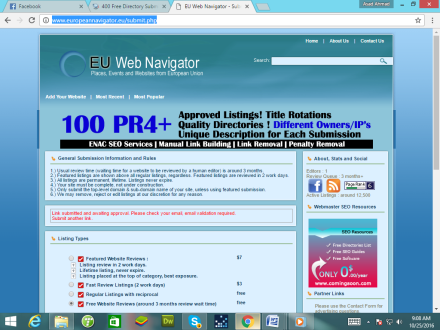 Facebook
400 Free Directory Subm
EU Web Navigator - Sub
Asad Ahmad
www.europeannavigator.eu/submit.php
Home | About Us | Contact Us
EU Web Navigator
Places, Events and Websites from European Union
Search:
Add Your Website | Most Recent | Most Popular
100 PR4+
Approved Listings! Title Rotations
Quality Directories ! Different Owners/IP's
Unique Description for Each Submission
ENAC SEO Services | Manual Link Building | Link Removal | Penalty Removal
General Submission Information and Rules
1.) Usual review time (waiting time for a website to be reviewed by a human editor) is around 3 months.
2.) Featured listings are shown above all regular listings, regardless. Featured listings are reviewed in 2 work days.
3.) All listings are permanent, lifetime. Listings never expire.
4.) Your site must be complete, not under construction.
5.) Only submit the top-level domain & sub-domain name of your site, unless using featured submission
6.) We may remove, reject or edit listings at our discretion for any reason.
Link submitted and awaiting approval. Please check your email, email validation required.
Submit another link.
Listing Types
Featured Website Reviews : $7
Listing review in 2 work days.
Lifetime listing, never expire.
Listing placed at the top of category, best exposure.
Fast Review Listings (2 work days) $3
Regular Listings with reciprocal free
Free Website Reviews (around 3 months review wait time) free
About, Stats and Social
Editors : 1
Review Queue : 3 months+
PageRank 6
Active Listings : around 12.500
Webmaster SEO Resources
SEO Resources
Free Directories List
Free SEO Guides
Free Software
ONLY 0$
/30/year
www.comingzoon.com
Partner Links
Please use the Contact Form for
9:08 AM
10/25/2016